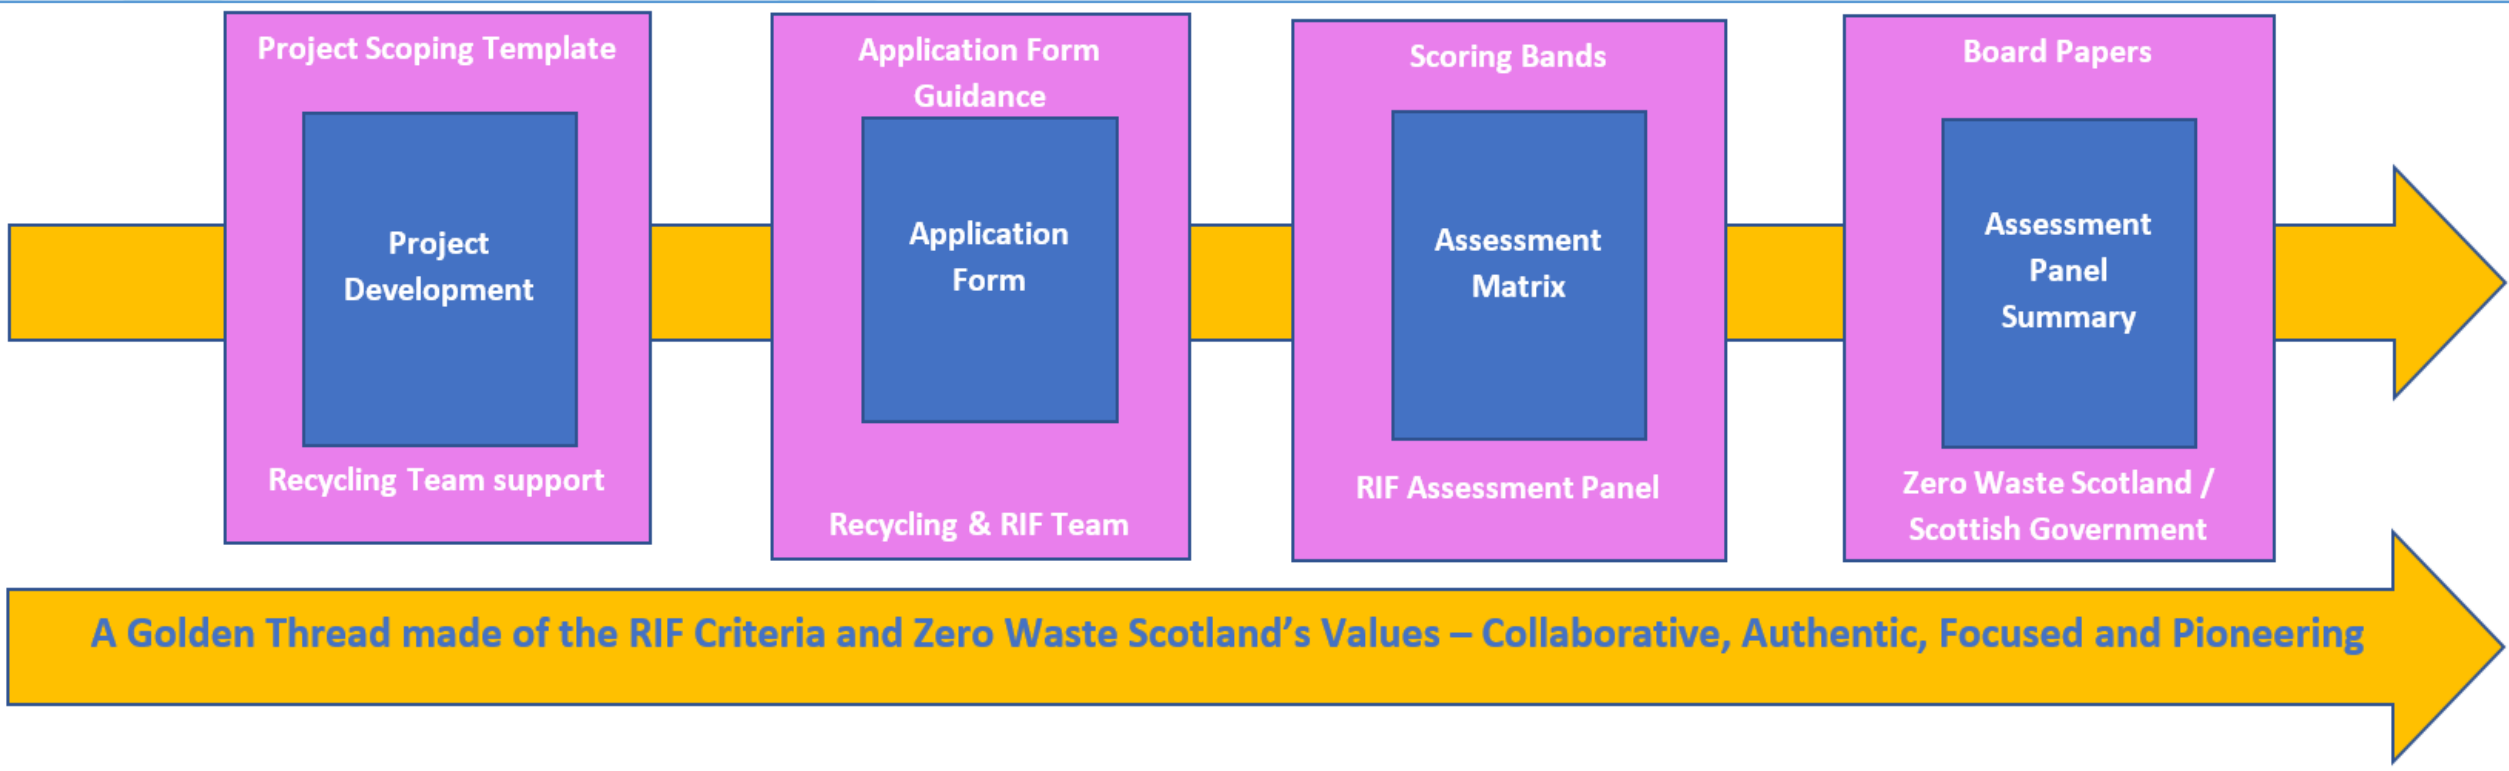 Project Scoping Template
Project
Development
Recycling Team support
Application Form
Guidance
Application
Form
Recycling & RIF Team
Scoring Bands
Assessment
Matrix
RIF Assessment Panel
Board Papers
Assessment
Panel
Summary
Zero Waste Scotland /
Scottish Government
A Golden Thread made of the RIF Criteria and Zero Waste Scotland’s Values – Collaborative, Authentic, Focused and Pioneering